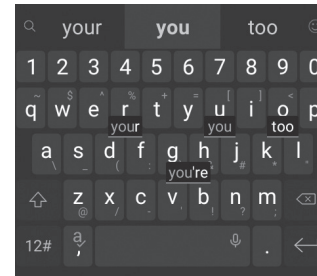 your you too
1 2 3 4 5 6 7 8 9 0
~ $ ^ % + = [ ] < >
q w e r t y u i o p
your you too
a s d f g h j k l
\ _ ( : #
you're
z x c v b n m
@ / ' ! ?
12# , .